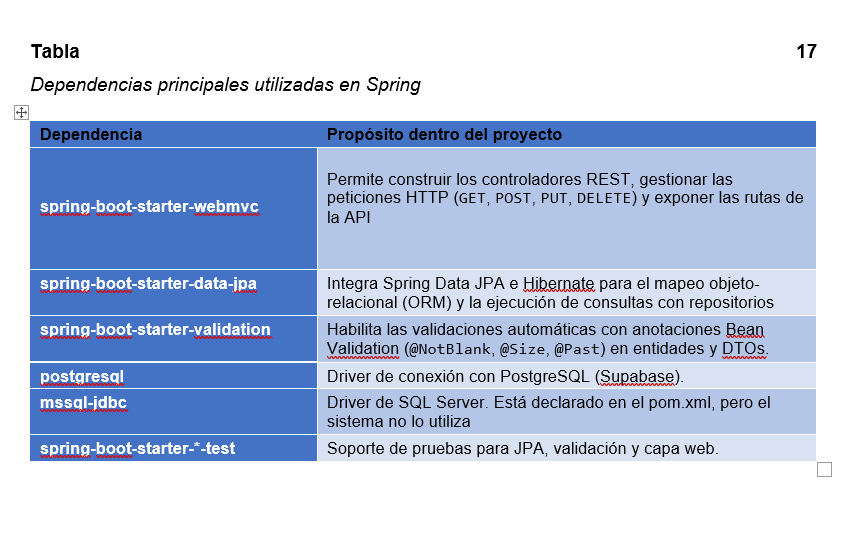 Tabla 17
Dependencias principales utilizadas en Spring
Dependencia Propósito dentro del proyecto
spring-boot-starter-webmvc
Permite construir los controladores REST, gestionar las
peticiones HTTP (GET, POST, PUT, DELETE) y exponer las rutas de
la API
spring-boot-starter-data-jpa
Integra Spring Data JPA e Hibernate para el mapeo objeto-
relacional (ORM) y la ejecución de consultas con repositorios
spring-boot-starter-validation
Habilita las validaciones automáticas con anotaciones Bean
Validation (@NotBlank, @Size, @Past) en entidades y DTOs.
postgresql
Driver de conexión con PostgreSQL (Supabase).
mssql-jdbc
Driver de SQL Server. Está declarado en el pom.xml, pero el
sistema no lo utiliza
spring-boot-starter-*-test
Soporte de pruebas para JPA, validación y capa web.